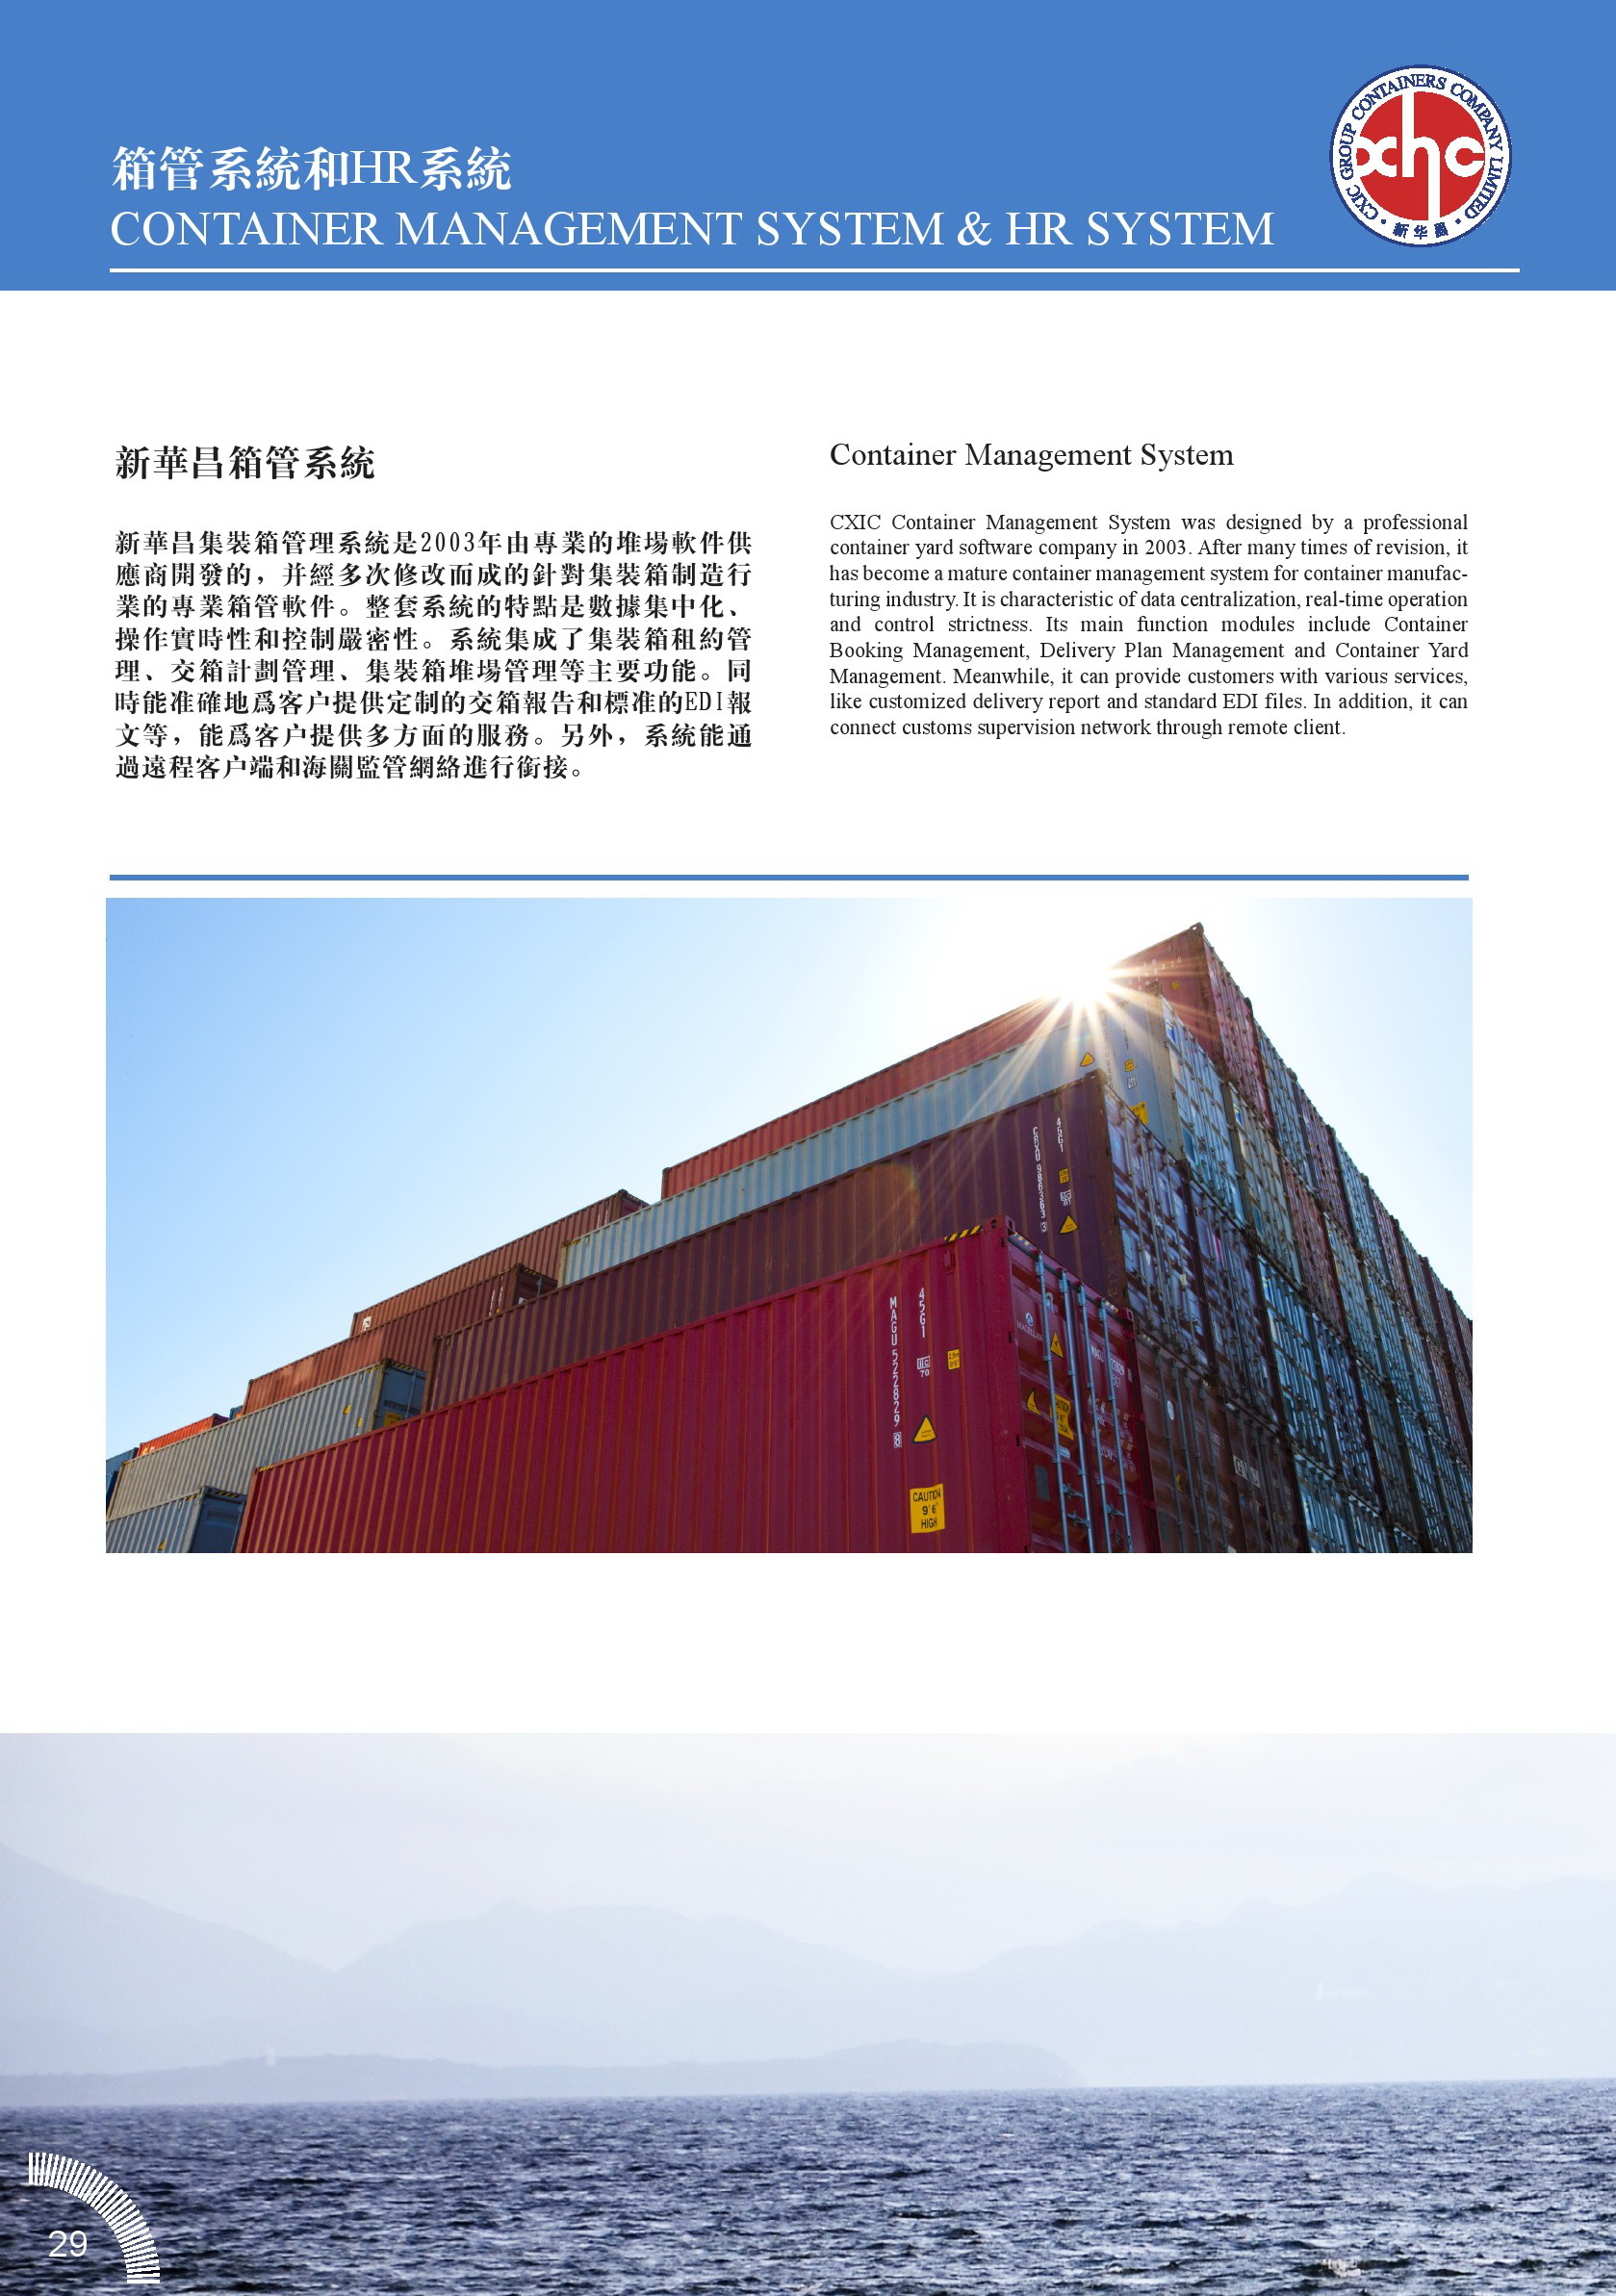 箱管系統和HR系統
CONTAINER MANAGEMENT SYSTEM & HR SYSTEM
CXIC GROUP CONTAINERS COMPANY LIMITED
xhc
新华昌
新華昌箱管系統
新華昌集裝箱管理系統是2003年由專業的堆場軟件供
應商開發的，并經多次修改而成的針對集裝箱制造行
業的專業箱管軟件。整套系統的特點是數據集中化、
操作實時性和控制嚴密性。系統集成了集裝箱租約管
理、交箱計劃管理、集裝箱堆場管理等主要功能。同
時能准確地爲客户提供定制的交箱報告和標准的EDI報
文等，能爲客户提供多方面的服務。另外，系統能通
過遠程客户端和海關監管網絡進行銜接。
Container Management System
CXIC Container Management System was designed by a professional
container yard software company in 2003. After many times of revision, it
has become a mature container management system for container manufac-
turing industry. It is characteristic of data centralization, real-time operation
and control strictness. Its main function modules include Container
Booking Management, Delivery Plan Management and Container Yard
Management. Meanwhile, it can provide customers with various services,
like customized delivery report and standard EDI files. In addition, it can
connect customs supervision network through remote client.
45G1
CAXU 986363 3
45G1
MAGU 522829 8
CAUTION
9'6"
HIGH
MAGELLAN
29